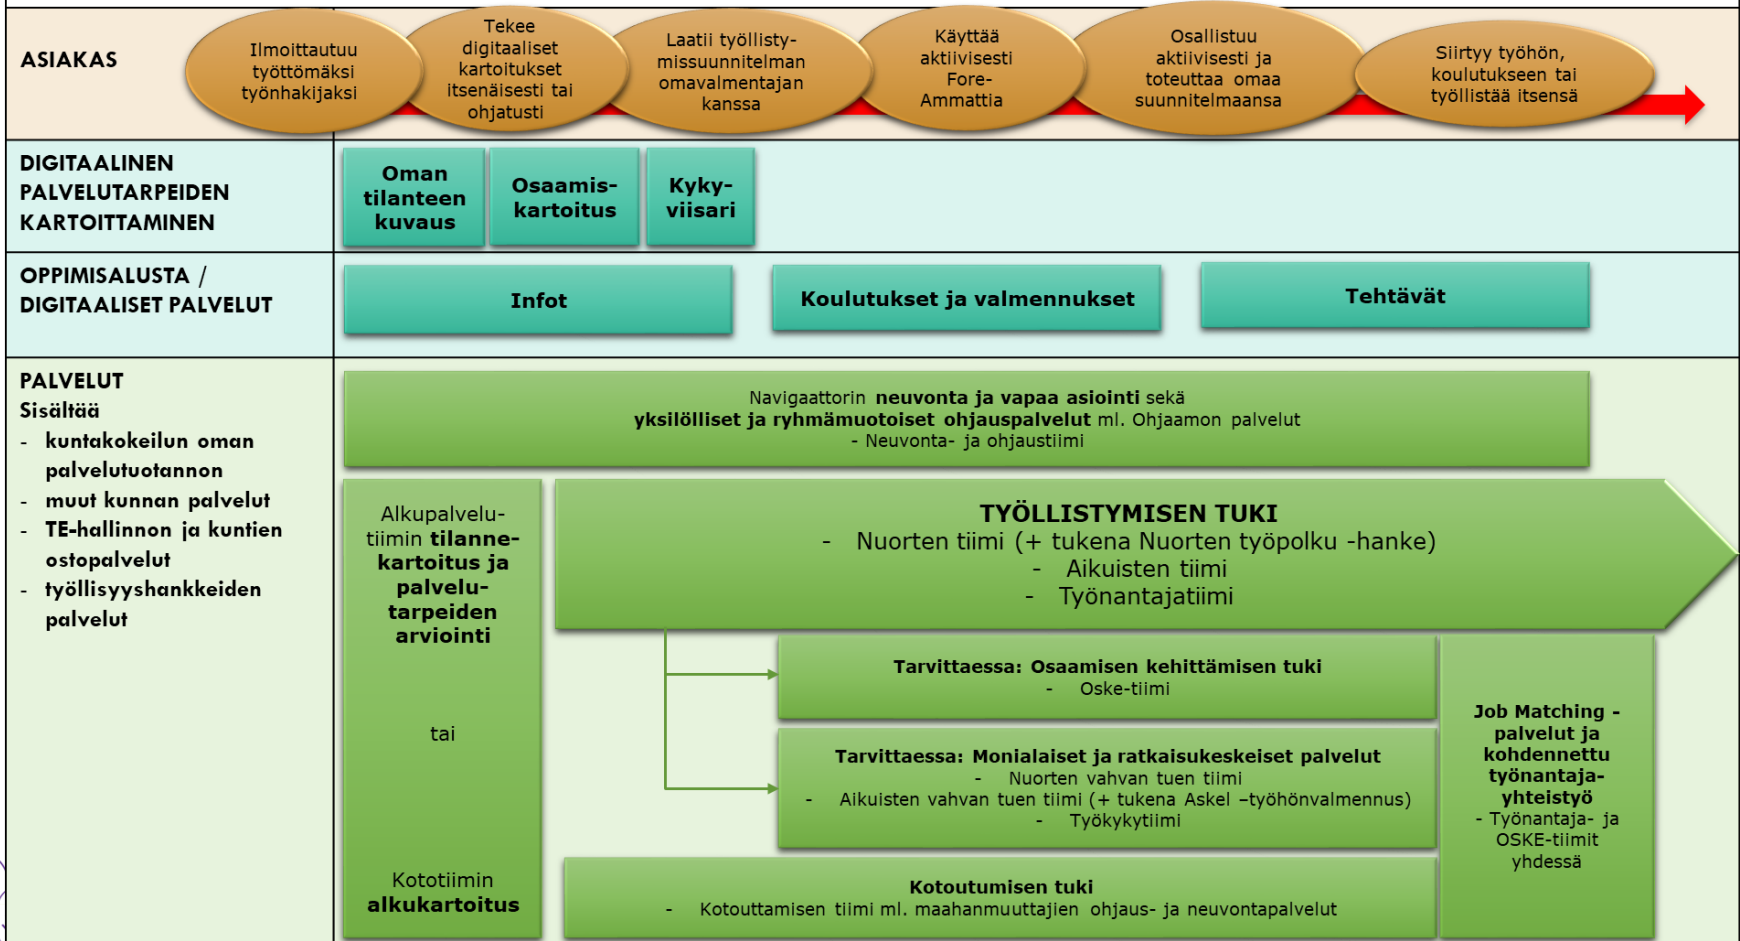 ASIAKAS
Ilmoittautuu
työttömäksi
työnhakijaksi
Tekee
digitaaliset
kartoitukset
itsenäisesti tai
ohjatusti
Laatii työllisty-
missuunnitelman
omavalmentajan
kanssa
Käyttää
aktiivisesti
Fore-
Ammattia
Osallistuu
aktiivisesti ja
toteuttaa omaa
suunnitelmaansa
Siirtyy työhön,
koulutukseen tai
työllistää itsensä
DIGITAALINEN
PALVELUTARPEIDEN
KARTOITTAMINEN
Oman
tilanteen
kuvaus
Osaamis-
kartoitus
Kyky-
viisari
OPPIMISALUSTA /
DIGITAALISET PALVELUT
Infot
Koulutukset ja valmennukset
Tehtävät
PALVELUT
Sisältää
- kuntakokeilun oman
palvelutuotannon
- muut kunnan palvelut
- TE-hallinnon ja kuntien
ostopalvelut
- työllisyyshankkeiden
palvelut
Navigaattorin neuvonta ja vapaa asiointi sekä
yksilölliset ja ryhmämuotoiset ohjauspalvelut ml. Ohjaamon palvelut
- Neuvonta- ja ohjaustiimi
Alkupalvelu-
tiimin tilanne-
kartoitus ja
palvelu-
tarpeiden
arviointi
tai
Kototiimin
alkukartoitus
TYÖLLISTYMISEN TUKI
- Nuorten tiimi (+ tukena Nuorten työpolku -hanke)
- Aikuisten tiimi
- Työnantajatiimi
Tarvittaessa: Osaamisen kehittämisen tuki
- Oske-tiimi
Tarvittaessa: Monialaiset ja ratkaisukeskeiset palvelut
- Nuorten vahvan tuen tiimi
- Aikuisten vahvan tuen tiimi (+ tukena Askel –työhönvalmennus)
- Työkykytiimi
Kotoutumisen tuki
- Kotouttamisen tiimi ml. maahanmuuttajien ohjaus- ja neuvontapalvelut
Job Matching -
palvelut ja
kohdennettu
työnantaja-
yhteistyö
- Työnantaja- ja
OSKE-tiimit
yhdessä